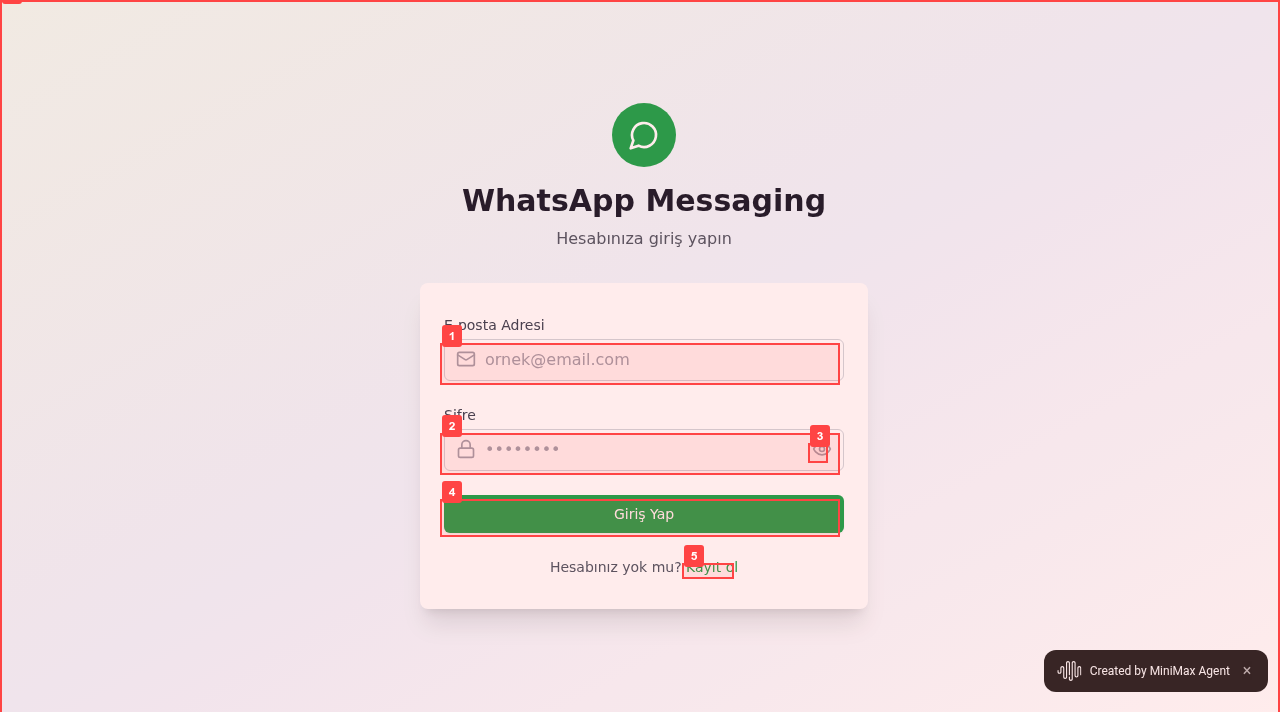 WhatsApp Messaging
Hesabınıza giriş yapın
E-posta Adresi
1
ornek@email.com
Şifre
2
3
••••••••
4
Giriş Yap
5
Hesabınız yok mu? Kayıt ol
Created by MiniMax Agent ×